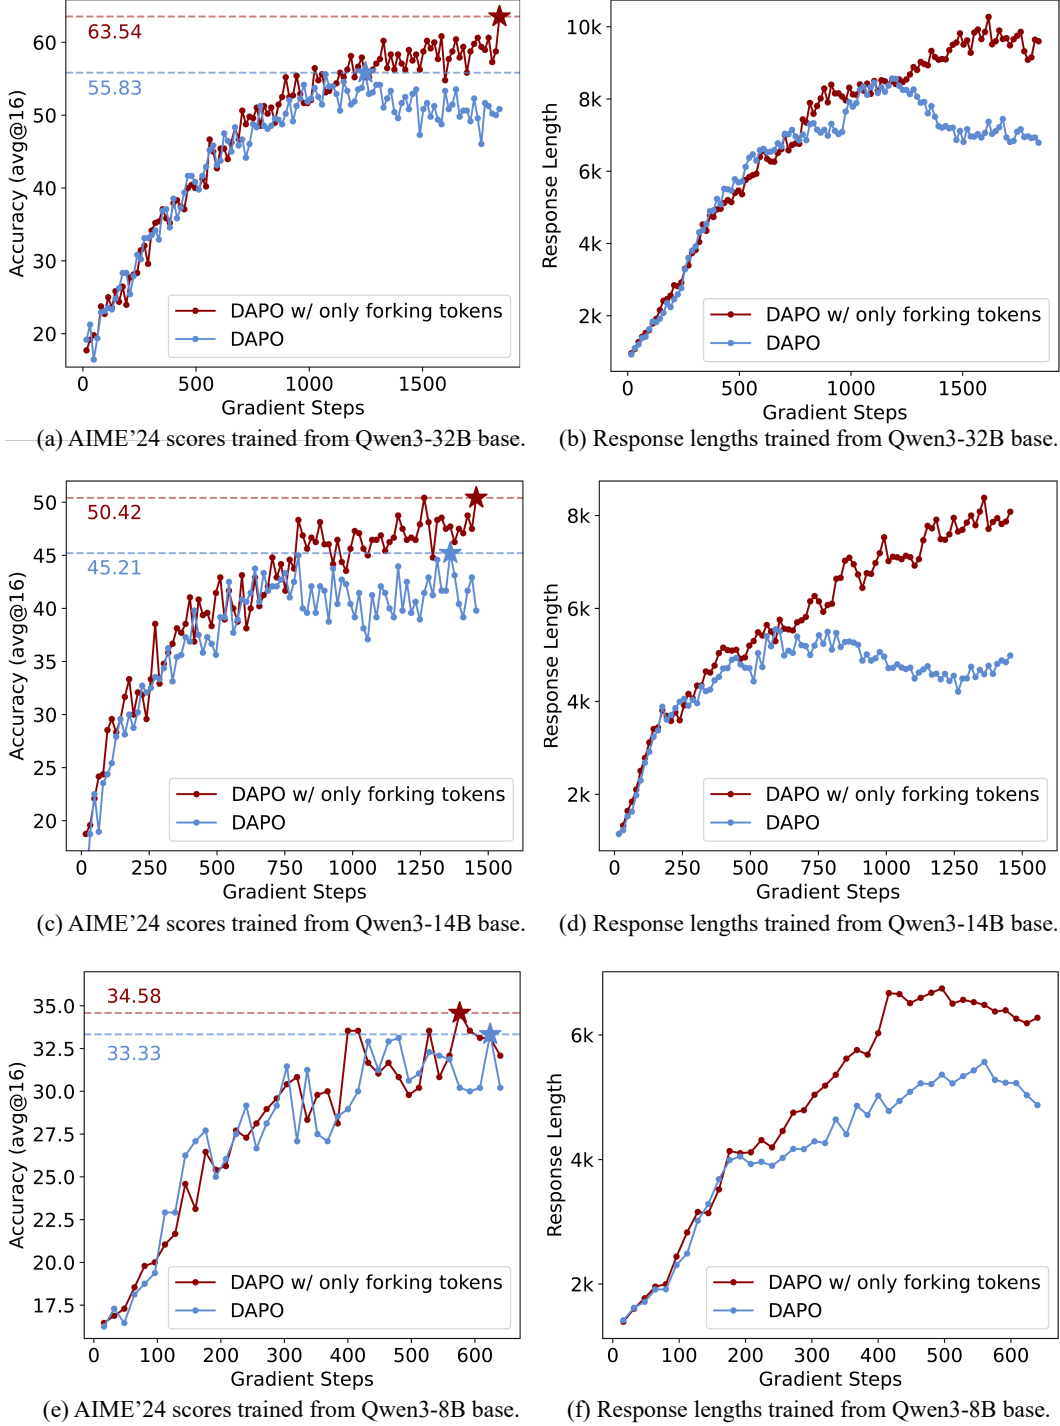 63.54
55.83
60
50
40
30
20
Accuracy (avg@16)
DAPO w/ only forking tokens
DAPO
0 500 1000 1500
Gradient Steps
(a) AIME’24 scores trained from Qwen3-32B base.
10k
8k
6k
4k
2k
Response Length
DAPO w/ only forking tokens
DAPO
0 500 1000 1500
Gradient Steps
(b) Response lengths trained from Qwen3-32B base.
50.42
45.21
50
45
40
35
30
25
20
Accuracy (avg@16)
DAPO w/ only forking tokens
DAPO
0 250 500 750 1000 1250 1500
Gradient Steps
(c) AIME’24 scores trained from Qwen3-14B base.
8k
6k
4k
2k
Response Length
DAPO w/ only forking tokens
DAPO
0 250 500 750 1000 1250 1500
Gradient Steps
(d) Response lengths trained from Qwen3-14B base.
34.58
33.33
35.0
32.5
30.0
27.5
25.0
22.5
20.0
17.5
Accuracy (avg@16)
DAPO w/ only forking tokens
DAPO
0 100 200 300 400 500 600
Gradient Steps
(e) AIME’24 scores trained from Qwen3-8B base.
6k
4k
2k
Response Length
DAPO w/ only forking tokens
DAPO
0 100 200 300 400 500 600
Gradient Steps
(f) Response lengths trained from Qwen3-8B base.